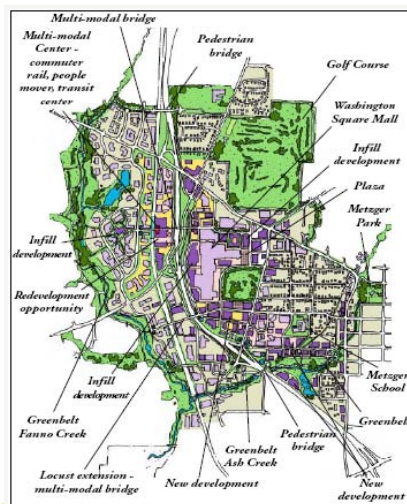 Multi-modal bridge
Multi-modal
Center -
commuter
rail, people
mover, transit
center
Pedestrian
bridge
Golf Course
Washington
Square Mall
Infill
development
Plaza
Metzger
Park
Infill
development
Redevelopment
opportunity
Infill
development
Greenbelt
Fanno Creek
Locust extension -
multi-modal bridge
New development
Greenbelt
Ash Creek
Pedestrian
bridge
Metzger
School
Greenbelt
New
development